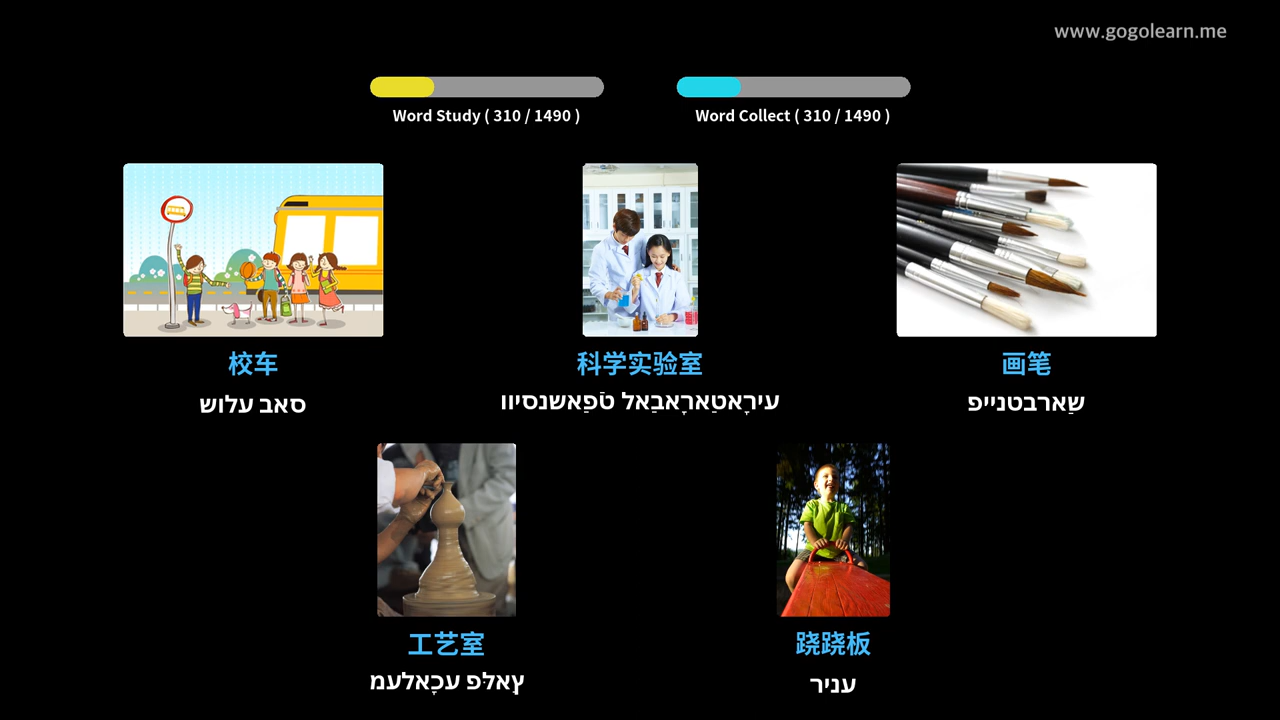 www.gogolearn.me
Word Study ( 310 / 1490 )
Word Collect ( 310 / 1490 )
校车
科学实验室
画笔
סאב עלוש
עירָאטַארָאבַאל טֿפַאשנסיוו
שַארבטנייפ
工艺室
跷跷板
ץַאלּפ עכָאלעמ
עניר